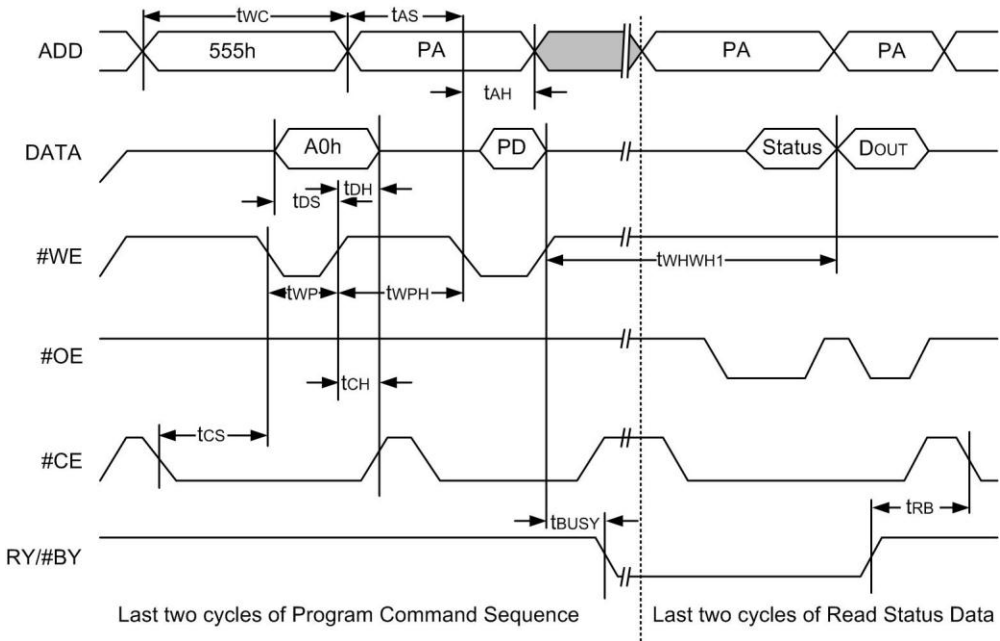 tWC
tAS
ADD
555h
PA
PA
PA
tAH
DATA
A0h
PD
Status
DOUT
tDH
tDS
#WE
tWHWH1
tWP
tWPH
#OE
tCH
tCS
#CE
tRB
tBUSY
RY/#BY
Last two cycles of Program Command Sequence
Last two cycles of Read Status Data